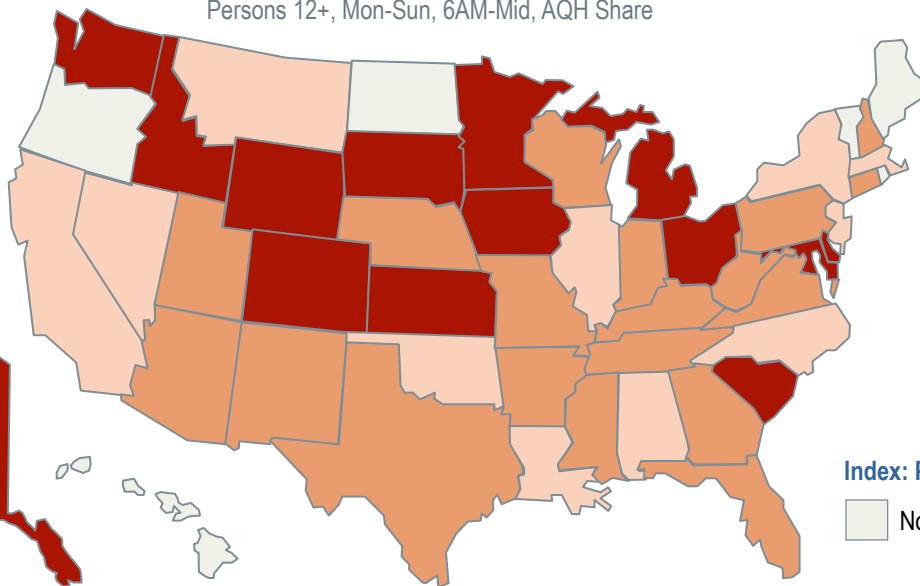 Persons 12+, Mon-Sun, 6AM-Mid, AQH Share
Index: